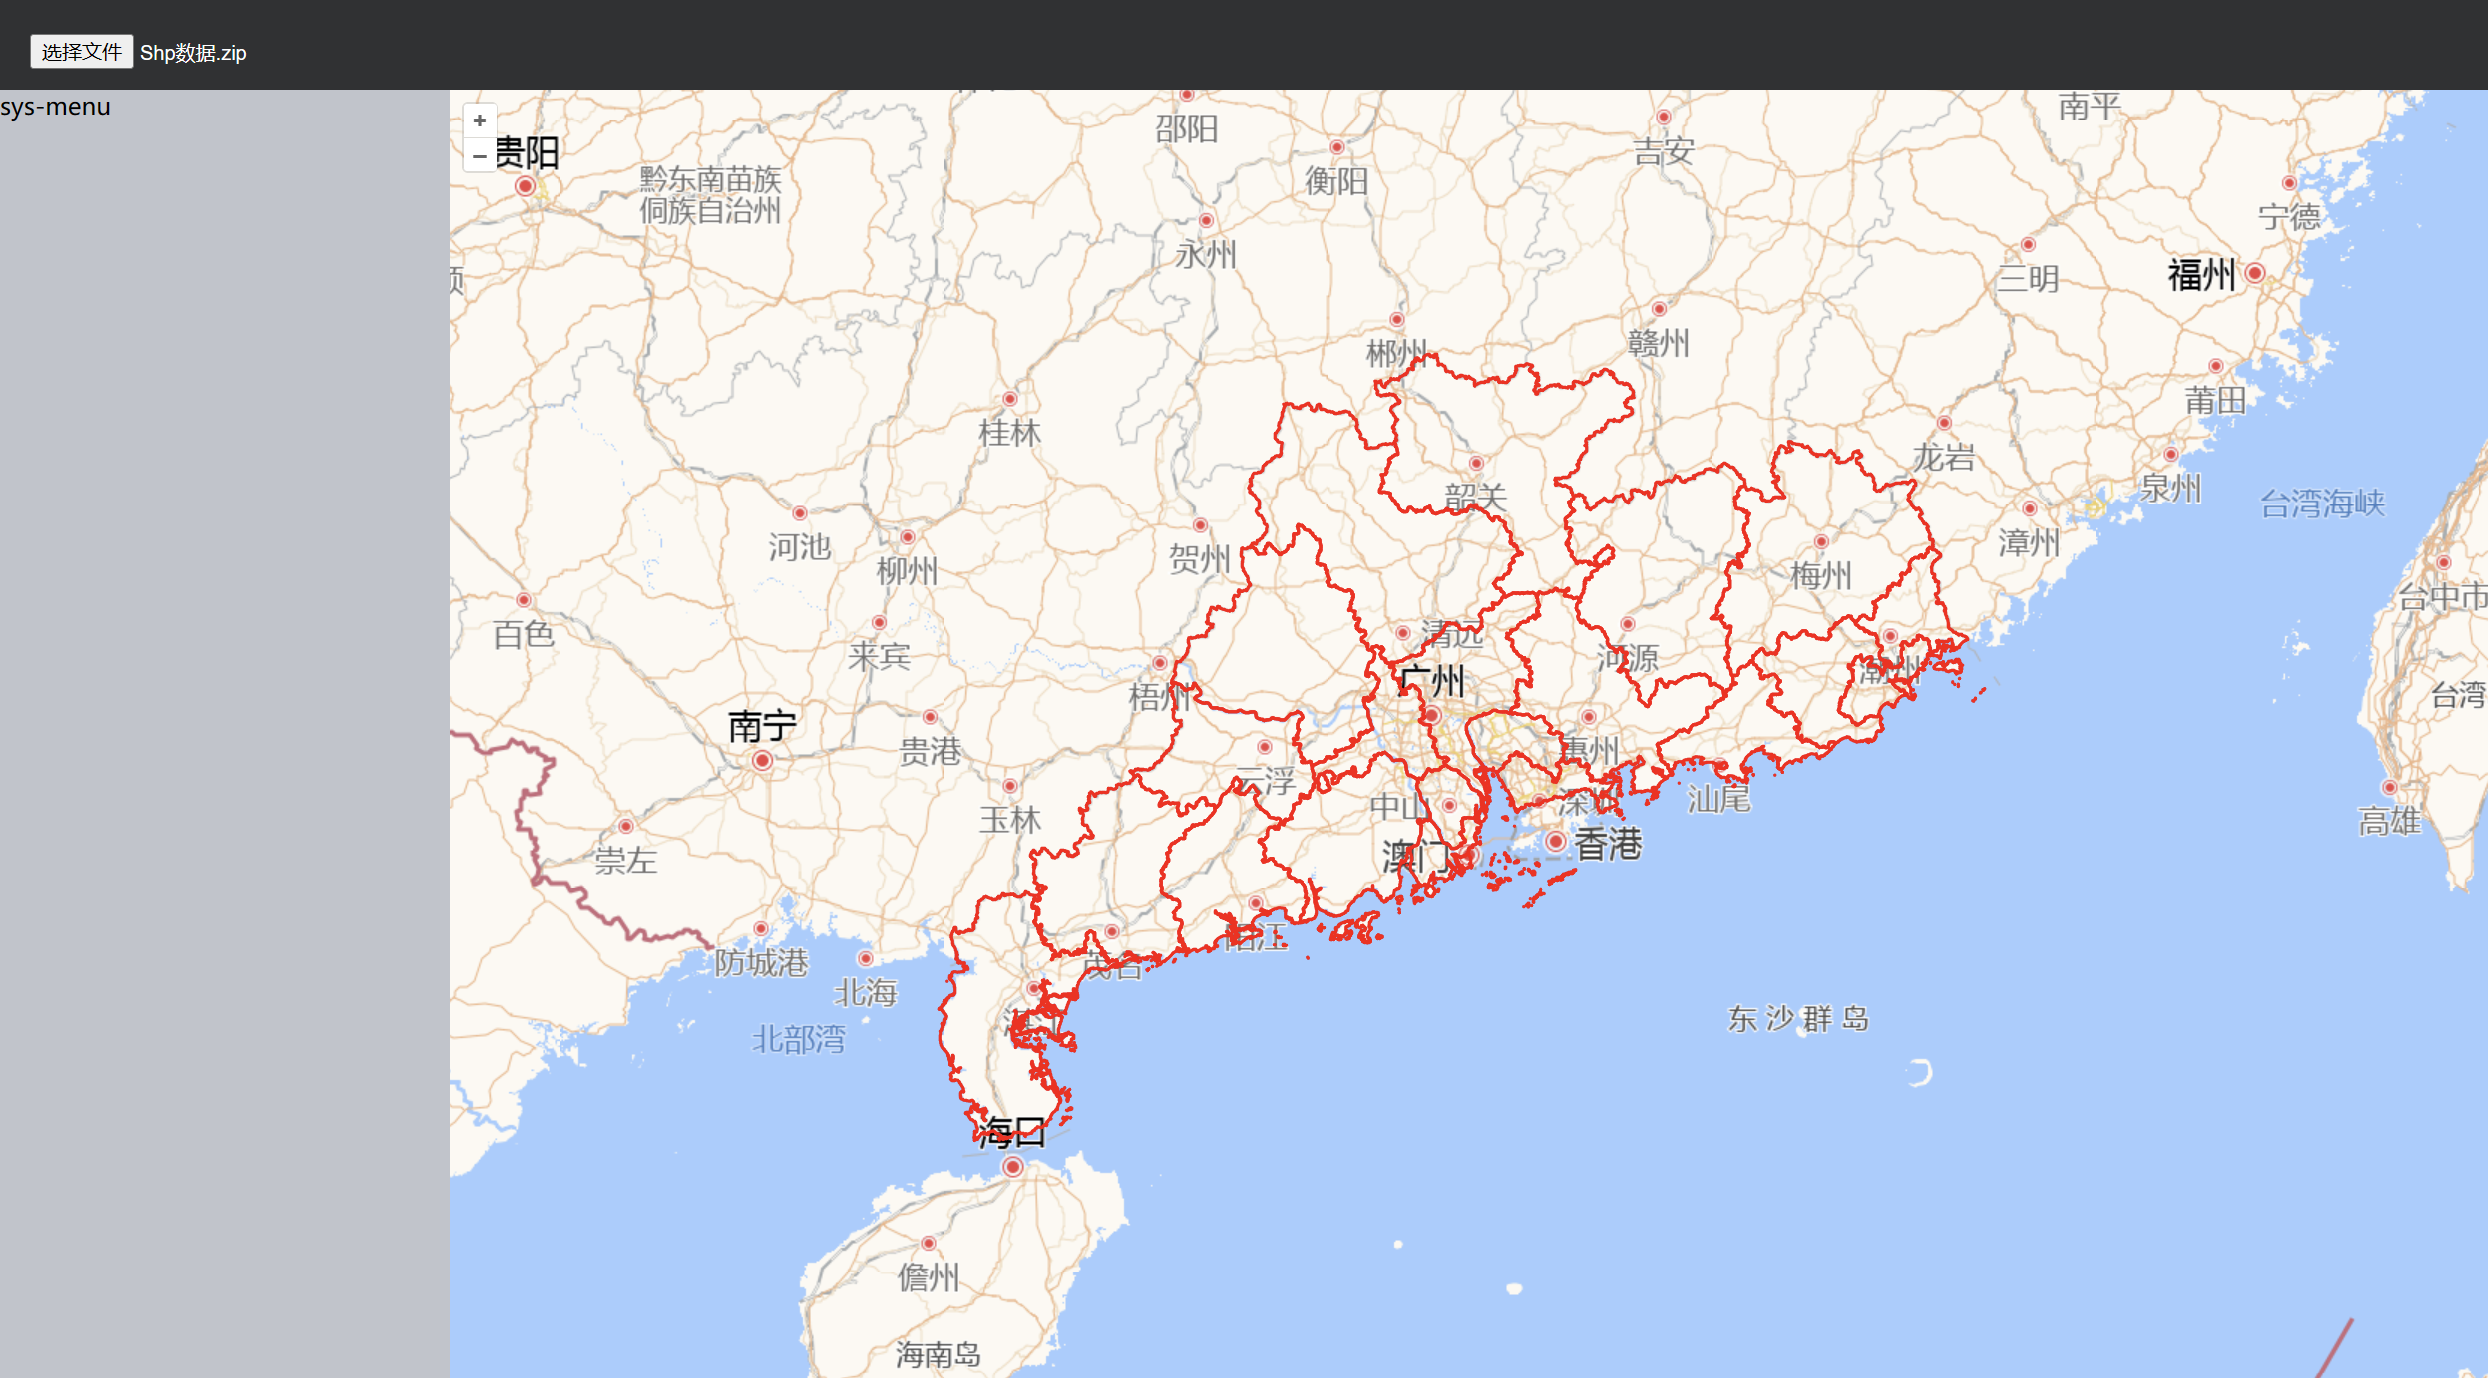 选择文件 Shp数据.zip
sys-menu
+
−
贵阳
邵阳
衡阳
吉安
南平
黔东南苗族
侗族自治州
永州
宁德
三明
福州
郴州
赣州
莆田
桂林
龙岩
泉州
台湾海峡
韶关
河池
柳州
贺州
漳州
梅州
百色
来宾
清远
河源
台中市
潮州
广州
梧州
台湾
南宁
贵港
惠州
云浮
玉林
中山
深圳
汕尾
高雄
崇左
澳门
香港
防城港
阳江
茂名
北海
湛江
东沙群岛
北部湾
海口
儋州
海南岛